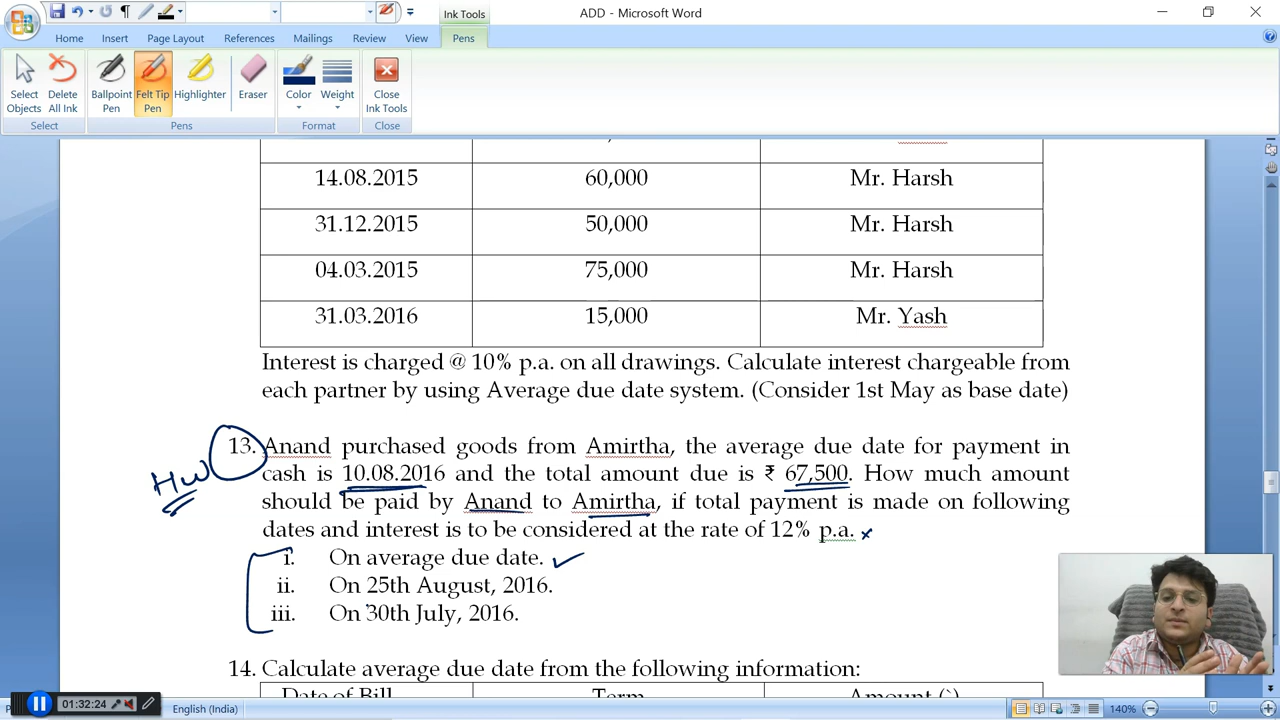 ADD - Microsoft Word
Ink Tools
Home Insert Page Layout References Mailings Review View Pens
Select Objects
Delete All Ink
Ballpoint Pen
Felt Tip Pen
Highlighter
Eraser
Color
Weight
Close Ink Tools
Select Pens Format Close
14.08.2015 60,000 Mr. Harsh
31.12.2015 50,000 Mr. Harsh
04.03.2015 75,000 Mr. Harsh
31.03.2016 15,000 Mr. Yash
Interest is charged @ 10% p.a. on all drawings. Calculate interest chargeable from
each partner by using Average due date system. (Consider 1st May as base date)
13. Anand purchased goods from Amirtha, the average due date for payment in
HW
cash is 10.08.2016 and the total amount due is ₹ 67,500. How much amount
should be paid by Anand to Amirtha, if total payment is made on following
dates and interest is to be considered at the rate of 12% p.a.
i. On average due date.
ii. On 25th August, 2016.
iii. On 30th July, 2016.
14. Calculate average due date from the following information:
Date of Bill Term Amount (`)
01:32:24
English (India)
140%